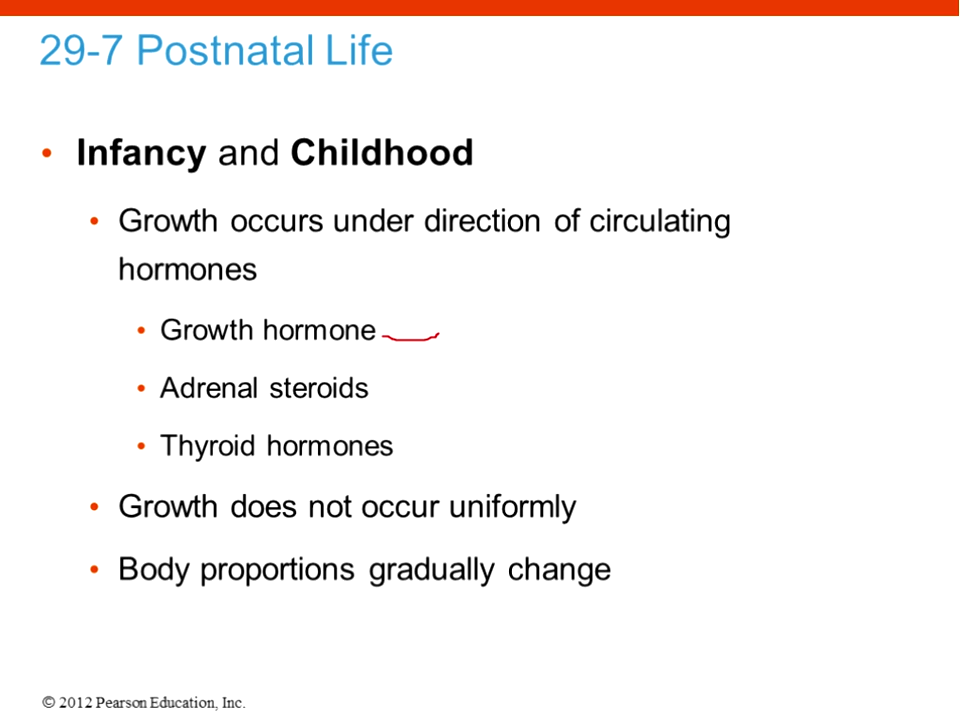 29-7 Postnatal Life
• Infancy and Childhood
• Growth occurs under direction of circulating
hormones
• Growth hormone
• Adrenal steroids
• Thyroid hormones
• Growth does not occur uniformly
• Body proportions gradually change
© 2012 Pearson Education, Inc.